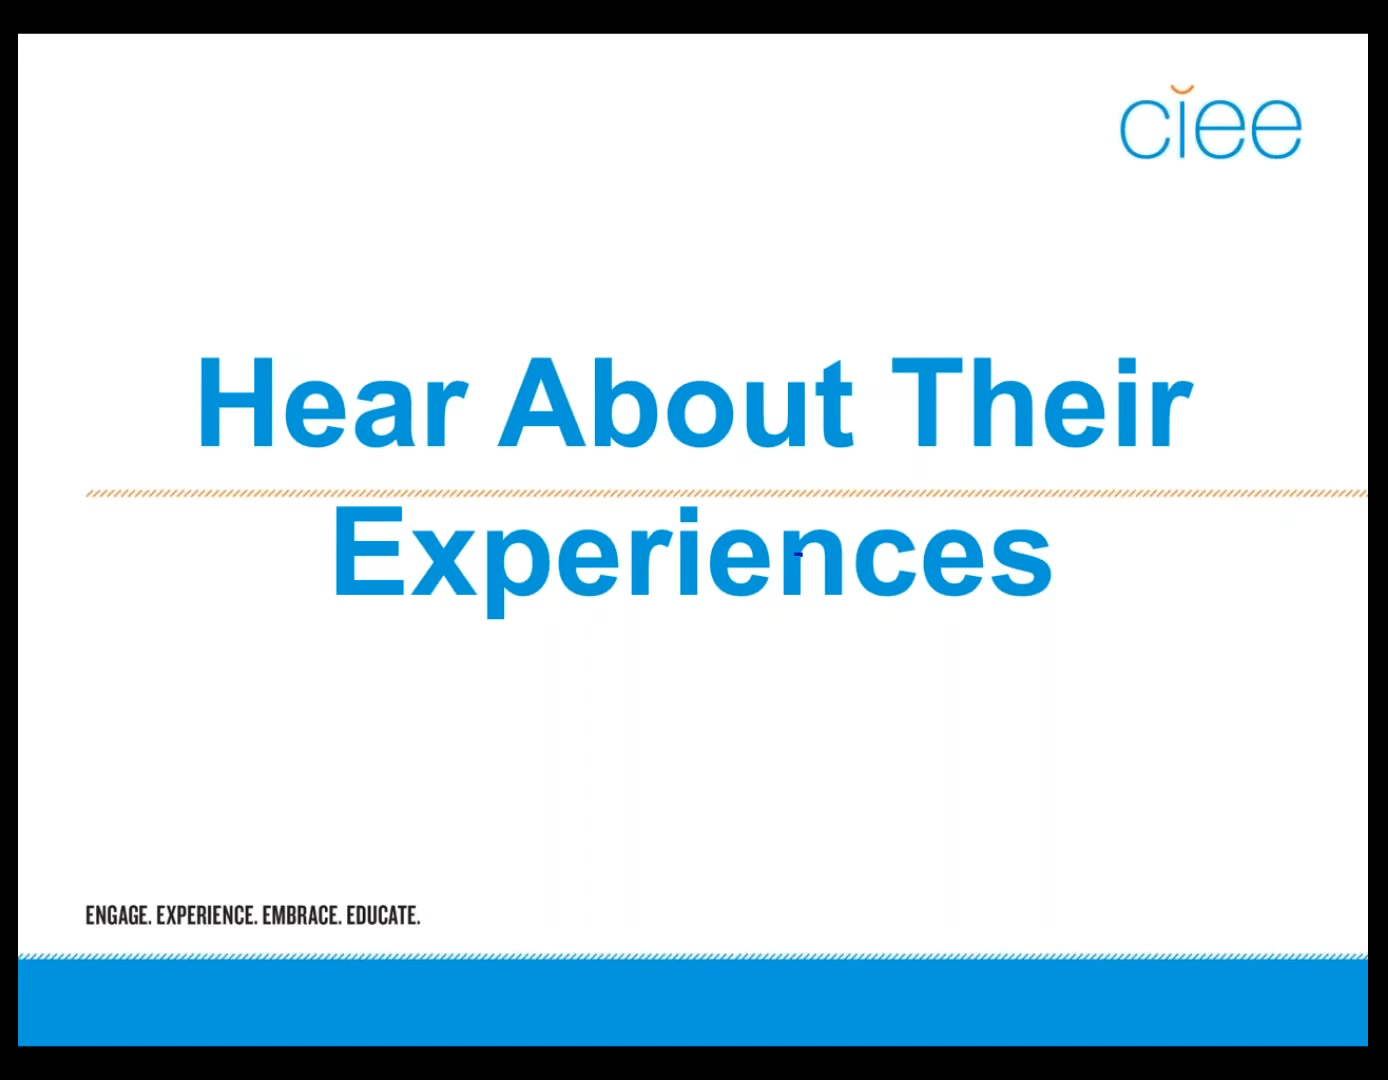 ciee
Hear About Their
Experiences
ENGAGE. EXPERIENCE. EMBRACE. EDUCATE.